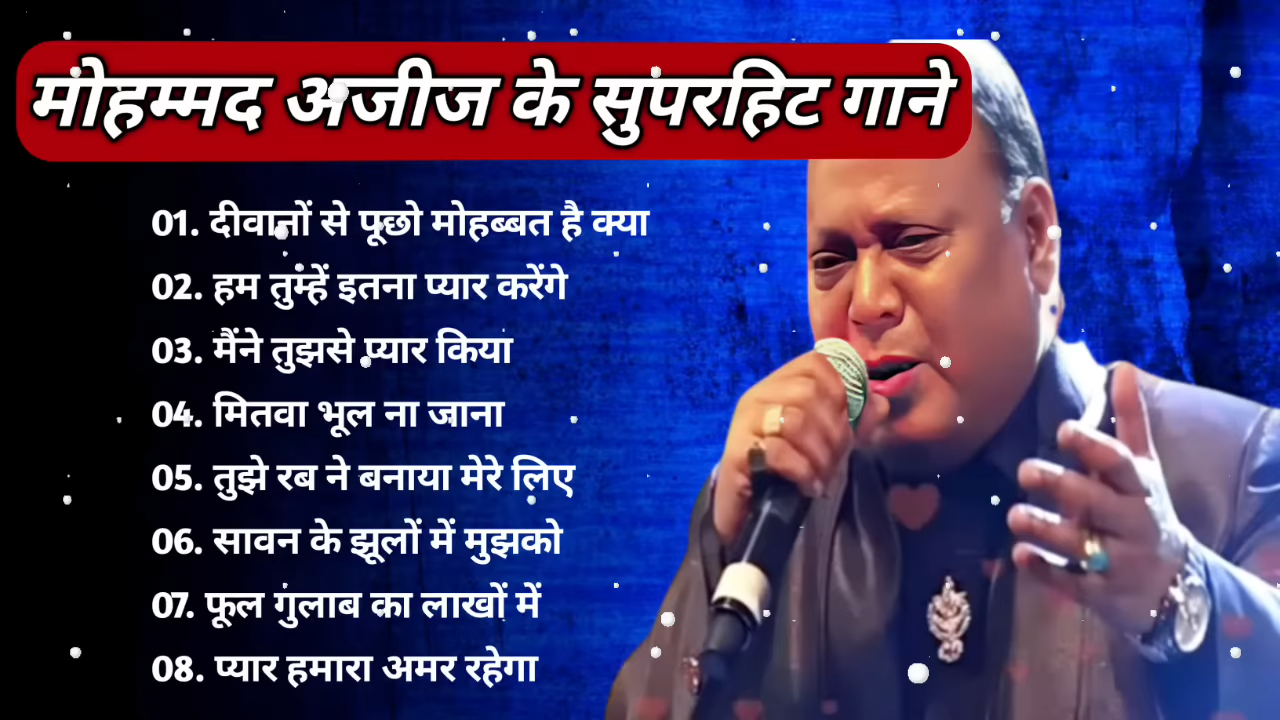 मोहम्मद अजीज के सुपरहिट गाने
01. दीवानों से पूछो मोहब्बत है क्या
02. हम तुम्हें इतना प्यार करेंगे
03. मैंने तुझसे प्यार किया
04. मितवा भूल ना जाना
05. तुझे रब ने बनाया मेरे लिए
06. सावन के झूलों में मुझको
07. फूल गुलाब का लाखों में
08. प्यार हमारा अमर रहेगा